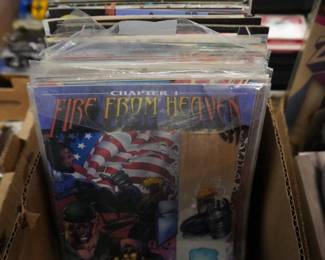 CHAPTER 1
FIRE FROM HEAVEN